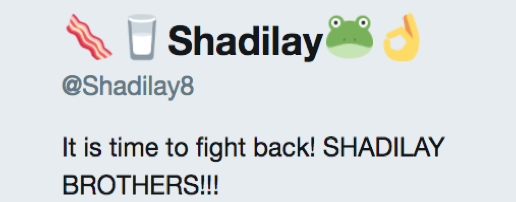 🥓🥛Shadilay🐸👌
@Shadilay8
It is time to fight back! SHADILAY
BROTHERS!!!